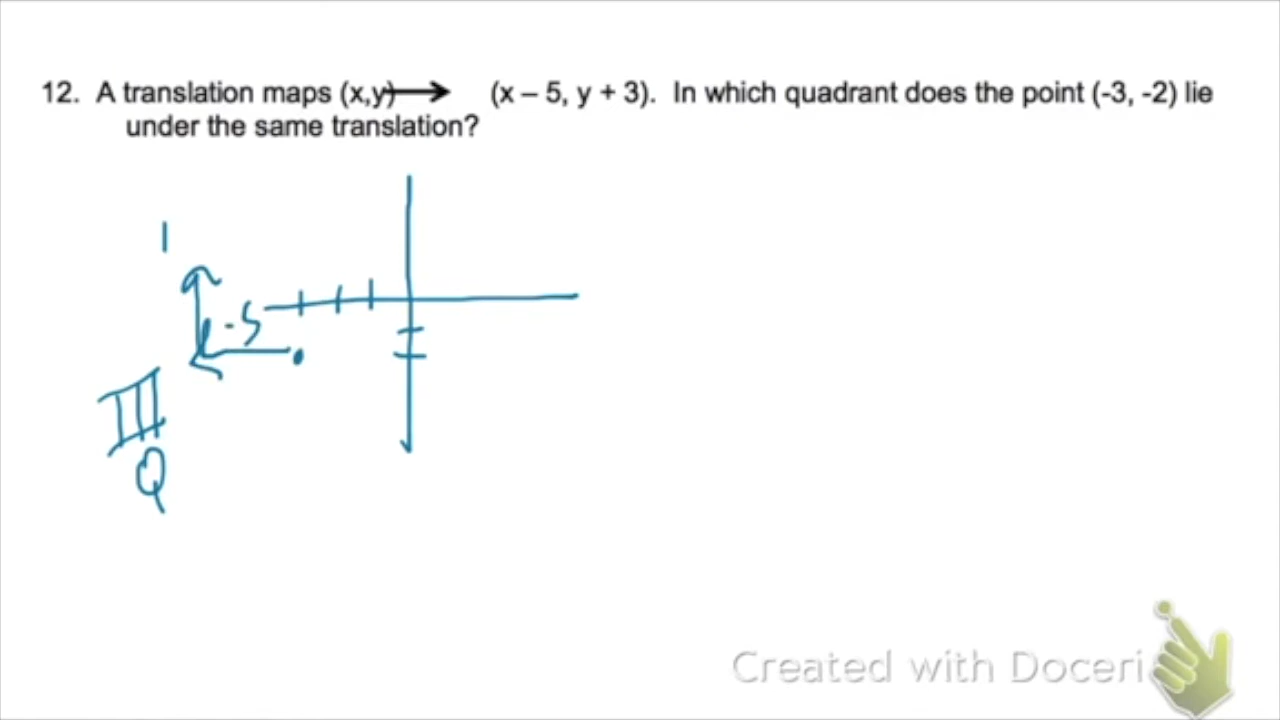 12. A translation maps (x,y)⟶ (x – 5, y + 3). In which quadrant does the point (-3, -2) lie
under the same translation?
-5
III
Q
Created with Doceri